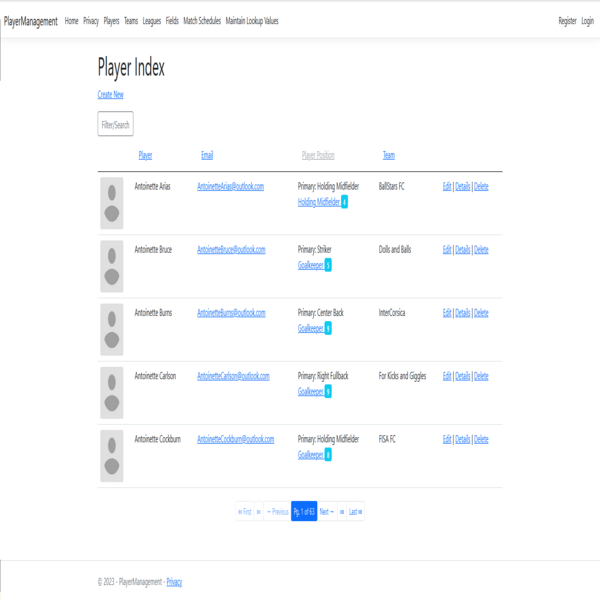 PlayerManagement Home Privacy Players Teams Leagues Fields Match Schedules Maintain Lookup Values Register Login
Player Index
Create New
Filter/Search
Player Email Player Position Team
Antoinette Arias AntoinetteArias@outlook.com Primary: Holding Midfielder BallStars FC Edit | Details | Delete
Holding Midfielder 4
Antoinette Bruce AntoinetteBruce@outlook.com Primary: Striker Dolls and Balls Edit | Details | Delete
Goalkeeper 5
Antoinette Burns AntoinetteBurns@outlook.com Primary: Center Back InterCorsica Edit | Details | Delete
Goalkeeper 9
Antoinette Carlson AntoinetteCarlson@outlook.com Primary: Right Fullback For Kicks and Giggles Edit | Details | Delete
Goalkeeper 9
Antoinette Cockburn AntoinetteCockburn@outlook.com Primary: Holding Midfielder FISA FC Edit | Details | Delete
Goalkeeper 8
First Previous Pg. 1 of 63 Next Last
© 2023 - PlayerManagement - Privacy